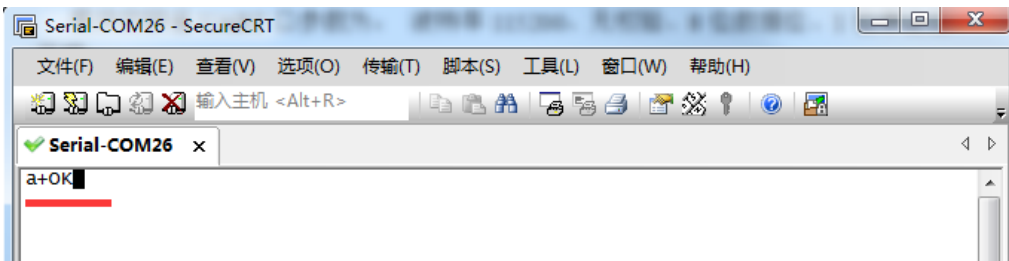 Serial-COM26 - SecureCRT
文件(F) 编辑(E) 查看(V) 选项(O) 传输(T) 脚本(S) 工具(L) 窗口(W) 帮助(H)
输入主机 <Alt+R>
Serial-COM26
a+OK